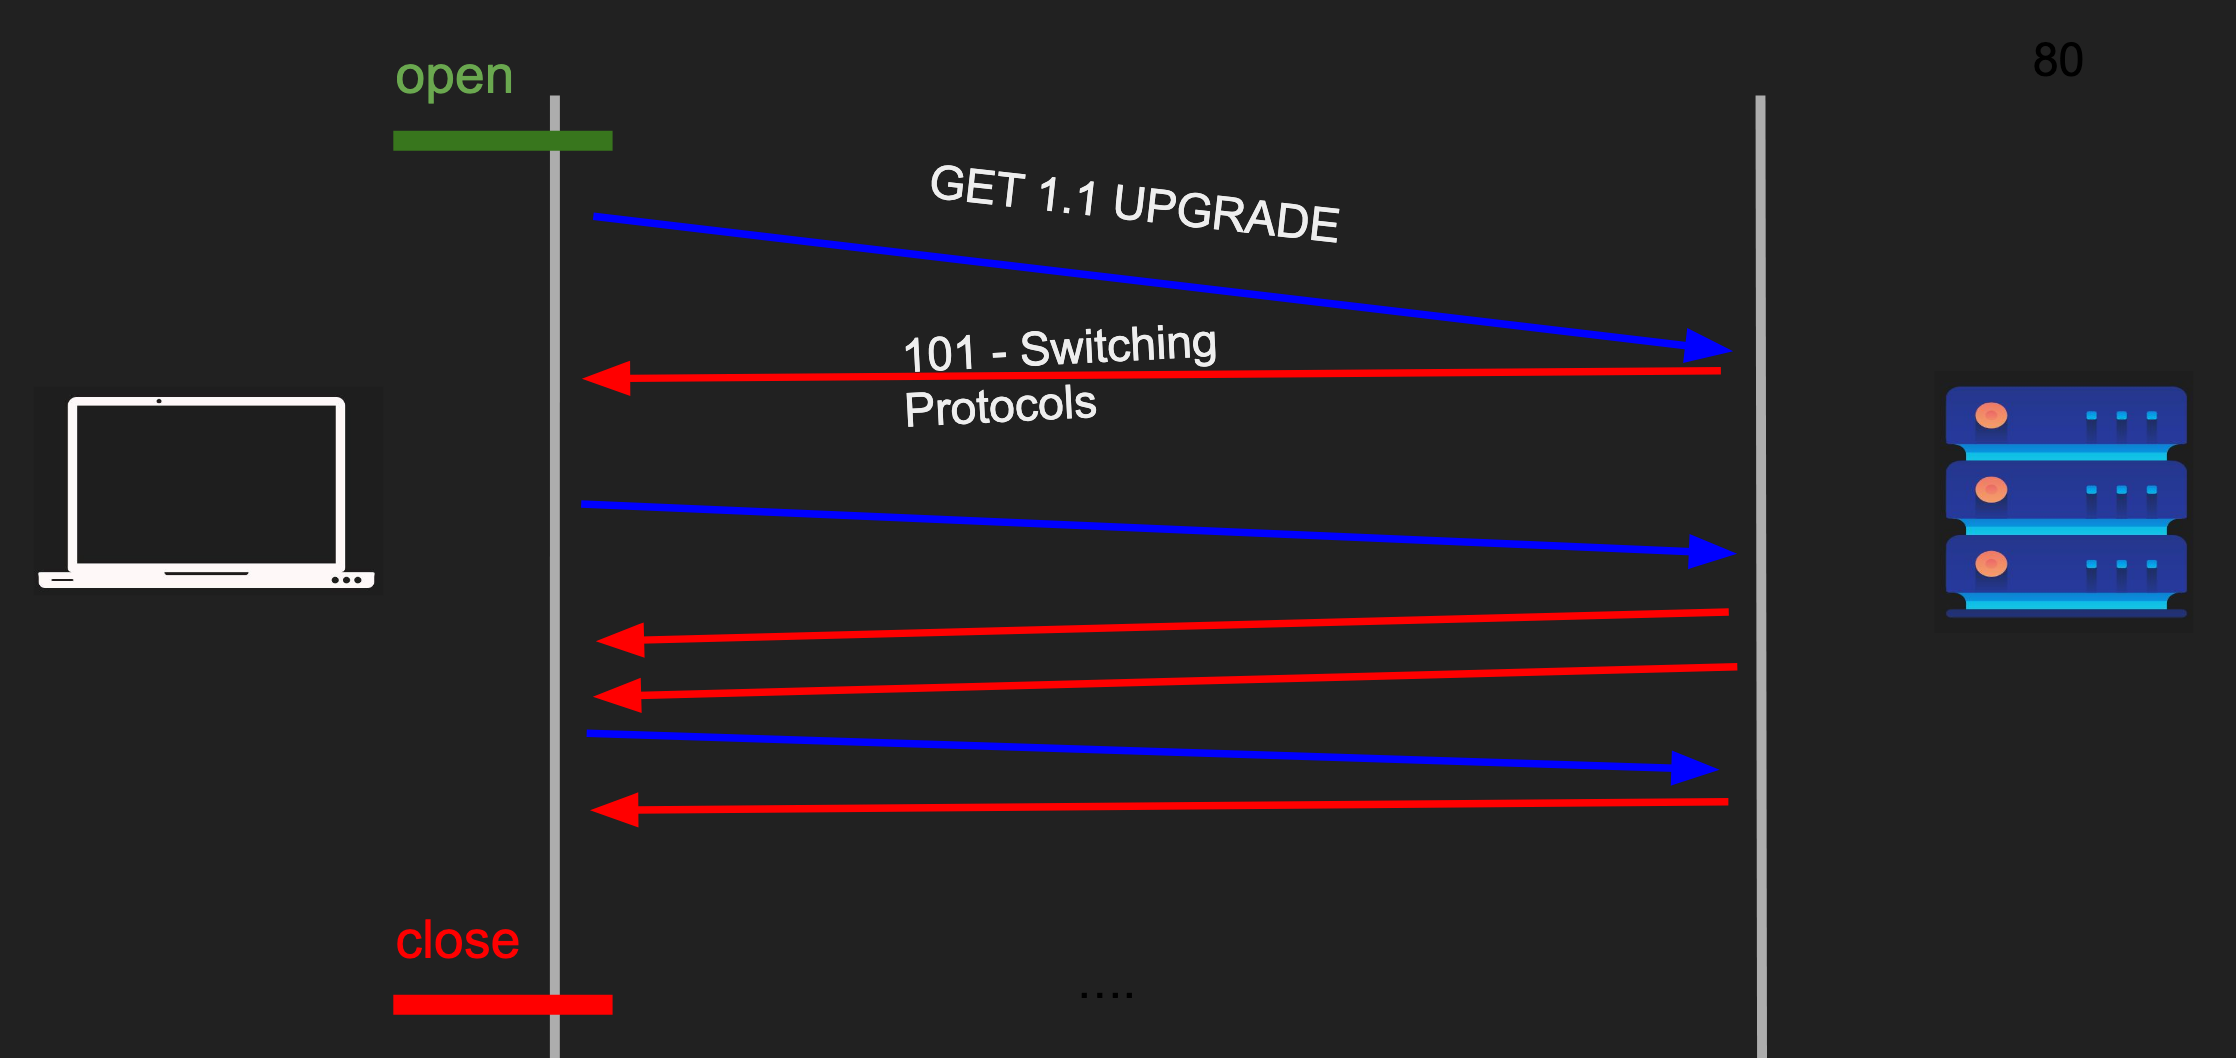 open
80
GET 1.1 UPGRADE
101 - Switching
Protocols
close
....